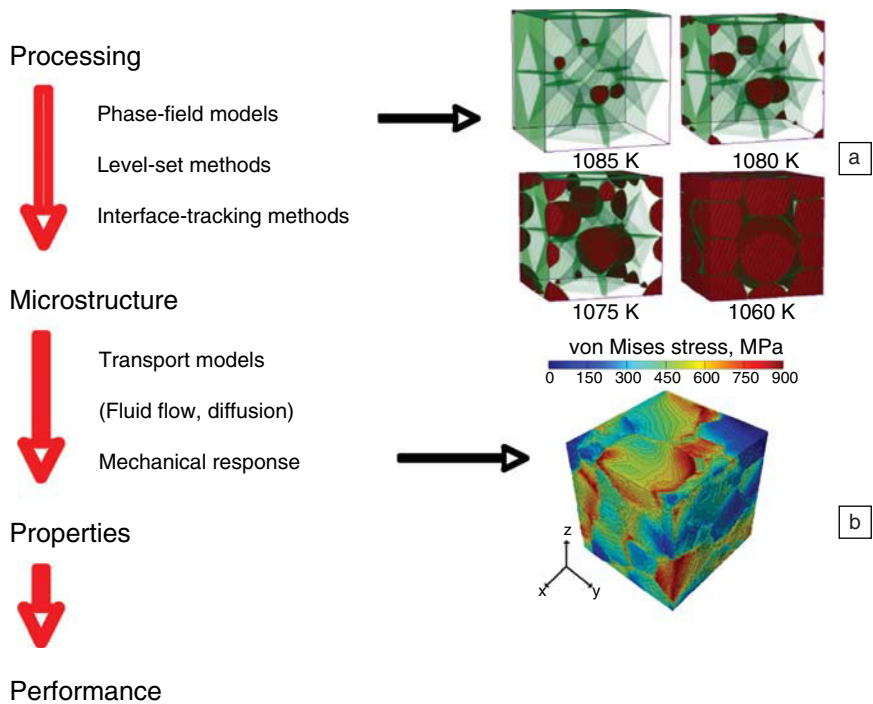 Processing
Phase-field models
Level-set methods
Interface-tracking methods
1085 K
1080 K
a
1075 K
1060 K
Microstructure
Transport models
(Fluid flow, diffusion)
Mechanical response
von Mises stress, MPa
0 150 300 450 600 750 900
z
x
y
b
Properties
Performance